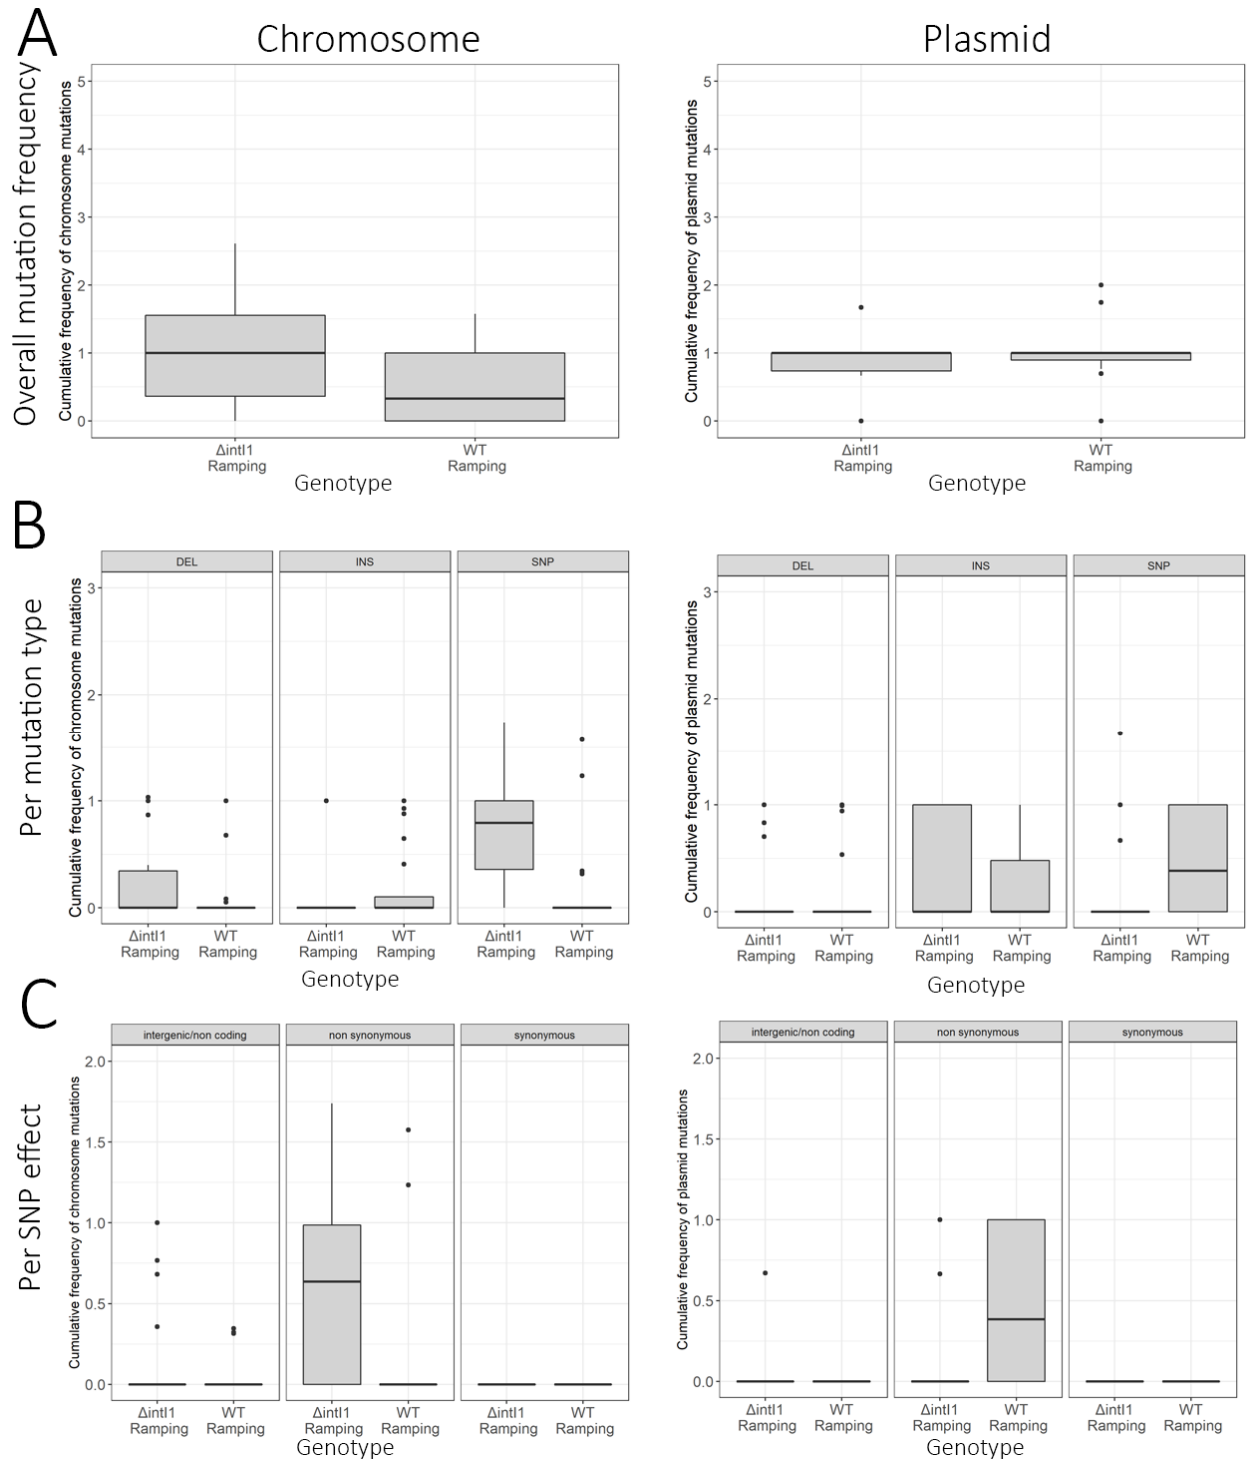 A
Chromosome
Plasmid
Overall mutation frequency
Cumulative frequency of chromosome mutations
5
4
3
2
1
0
ΔintI1
Ramping
WT
Ramping
Genotype
Cumulative frequency of plasmid mutations
5
4
3
2
1
0
ΔintI1
Ramping
WT
Ramping
Genotype
B
Per mutation type
Cumulative frequency of chromosome mutations
DEL
INS
SNP
3
2
1
0
ΔintI1
Ramping
WT
Ramping
ΔintI1
Ramping
WT
Ramping
ΔintI1
Ramping
WT
Ramping
Genotype
Cumulative frequency of plasmid mutations
DEL
INS
SNP
3
2
1
0
ΔintI1
Ramping
WT
Ramping
ΔintI1
Ramping
WT
Ramping
ΔintI1
Ramping
WT
Ramping
Genotype
C
Per SNP effect
Cumulative frequency of chromosome mutations
intergenic/non coding
non synonymous
synonymous
2.0
1.5
1.0
0.5
0.0
ΔintI1
Ramping
WT
Ramping
ΔintI1
Ramping
WT
Ramping
ΔintI1
Ramping
WT
Ramping
Genotype
Cumulative frequency of plasmid mutations
intergenic/non coding
non synonymous
synonymous
2.0
1.5
1.0
0.5
0.0
ΔintI1
Ramping
WT
Ramping
ΔintI1
Ramping
WT
Ramping
ΔintI1
Ramping
WT
Ramping
Genotype